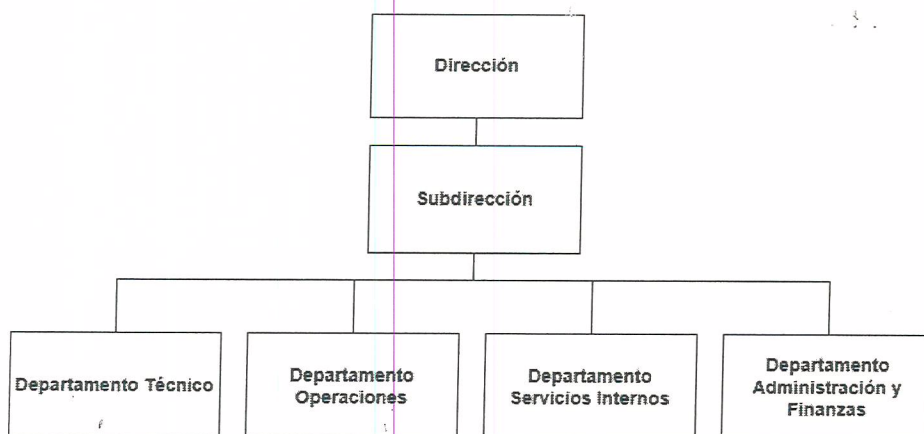 Dirección
Subdirección
Departamento Técnico
Departamento
Operaciones
Departamento
Servicios Internos
Departamento
Administración y
Finanzas